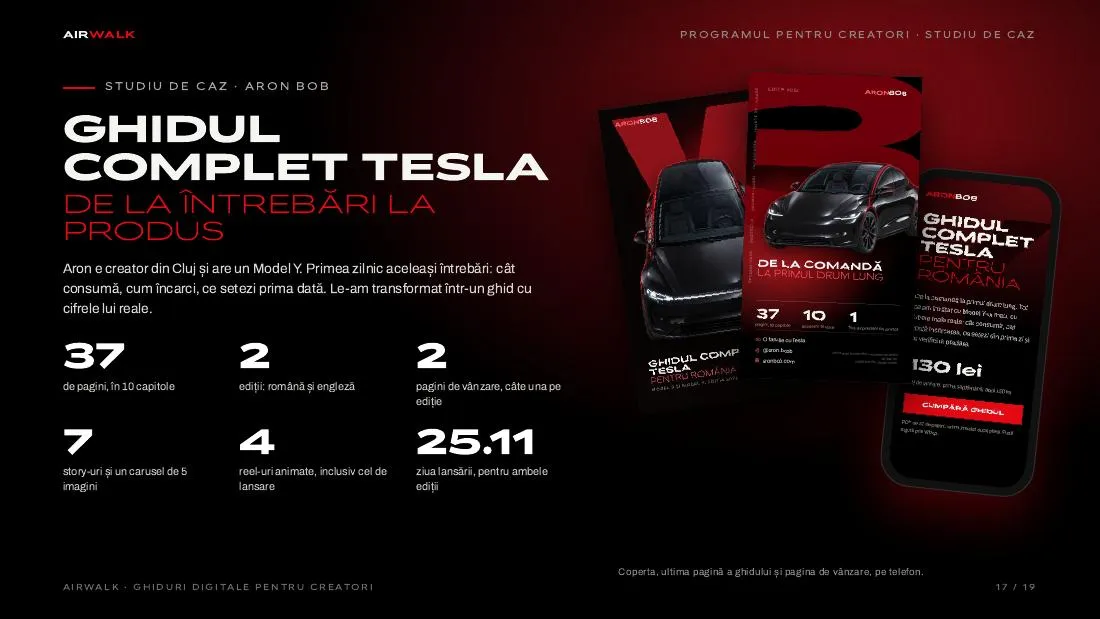 AIRWALK
PROGRAMUL PENTRU CREATORI · STUDIU DE CAZ
STUDIU DE CAZ · ARON BOB
GHIDUL
COMPLET TESLA
DE LA ÎNTREBĂRI LA
PRODUS
Aron e creator din Cluj și are un Model Y. Primea zilnic aceleași întrebări: cât
consumă, cum încarci, ce setezi prima dată. Le-am transformat într-un ghid cu
cifrele lui reale.
37
de pagini, în 10 capitole
2
ediții: română și engleză
2
pagini de vânzare, câte una pe
ediție
7
story-uri și un carusel de 5
imagini
4
reel-uri animate, inclusiv cel de
lansare
25.11
ziua lansării, pentru ambele
ediții
ARONBOB
GHIDUL COMP
TESLA
PENTRU ROMÂNIA
ARONBOB
DE LA COMANDĂ
LA PRIMUL DRUM LUNG
37
10
1
@aron.bob
aronbob.com
ARONBOB
GHIDUL
COMPLET
TESLA
PENTRU
ROMÂNIA
130 lei
CUMPĂRĂ GHIDUL
Coperta, ultima pagină a ghidului și pagina de vânzare, pe telefon.
AIRWALK · GHIDURI DIGITALE PENTRU CREATORI
17 / 19